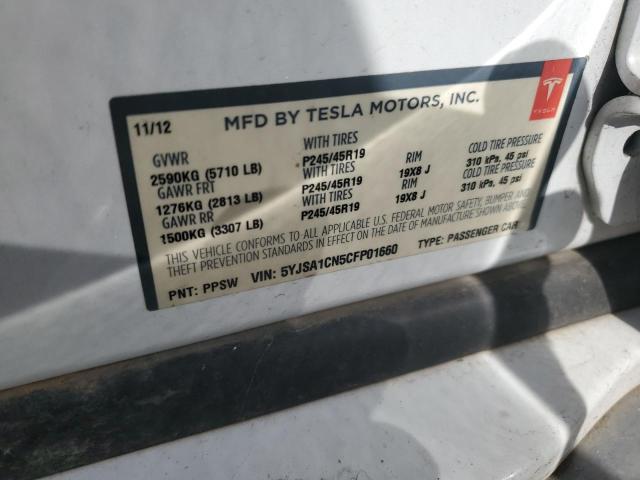 11/12 MFD BY TESLA MOTORS, INC.
TESLA
GVWR WITH TIRES RIM COLD TIRE PRESSURE
2590KG (5710 LB) P245/45R19 19X8 J 310 kPa, 45 psi
GAWR FRT WITH TIRES RIM COLD TIRE PRESSURE
1276KG (2813 LB) P245/45R19 19X8 J 310 kPa, 45 psi
GAWR RR WITH TIRES
1500KG (3307 LB) P245/45R19
THIS VEHICLE CONFORMS TO ALL APPLICABLE U.S. FEDERAL MOTOR SAFETY, BUMPER AND
THEFT PREVENTION STANDARDS IN EFFECT ON THE DATE OF MANUFACTURE SHOWN ABOVE.
PNT: PPSW VIN: 5YJSA1CN5CFP01660 TYPE: PASSENGER CAR